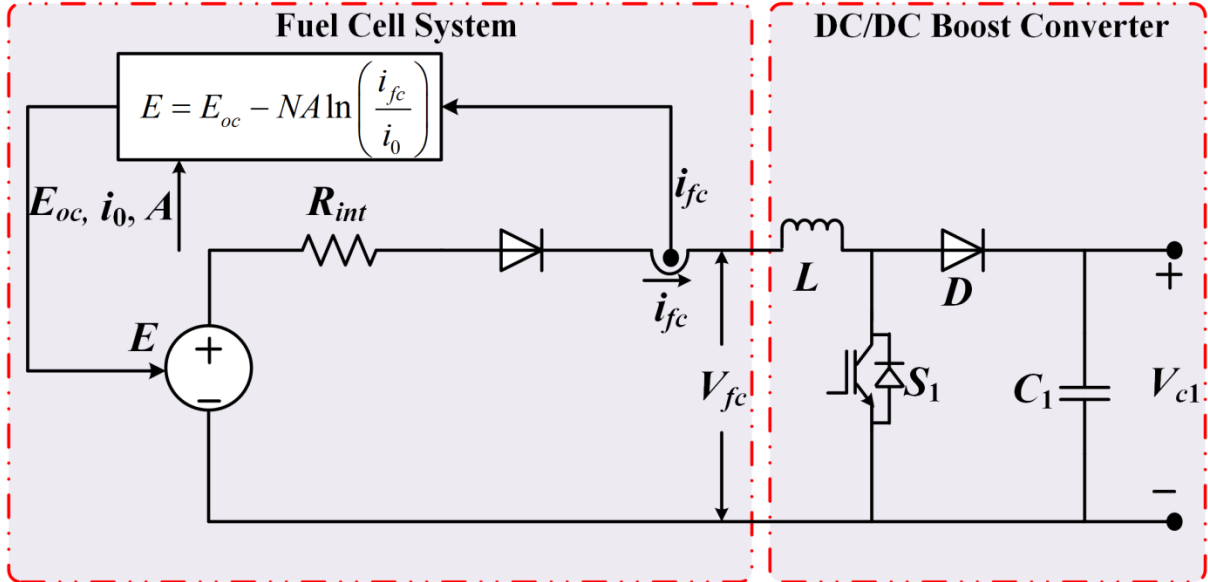 Fuel Cell System
DC/DC Boost Converter
E = E_oc − NA ln(i_fc / i_0)
E_oc, i_0, A
R_int
i_fc
i_fc
L
D
E
+
−
V_fc
S_1
C_1
+
V_c1
−